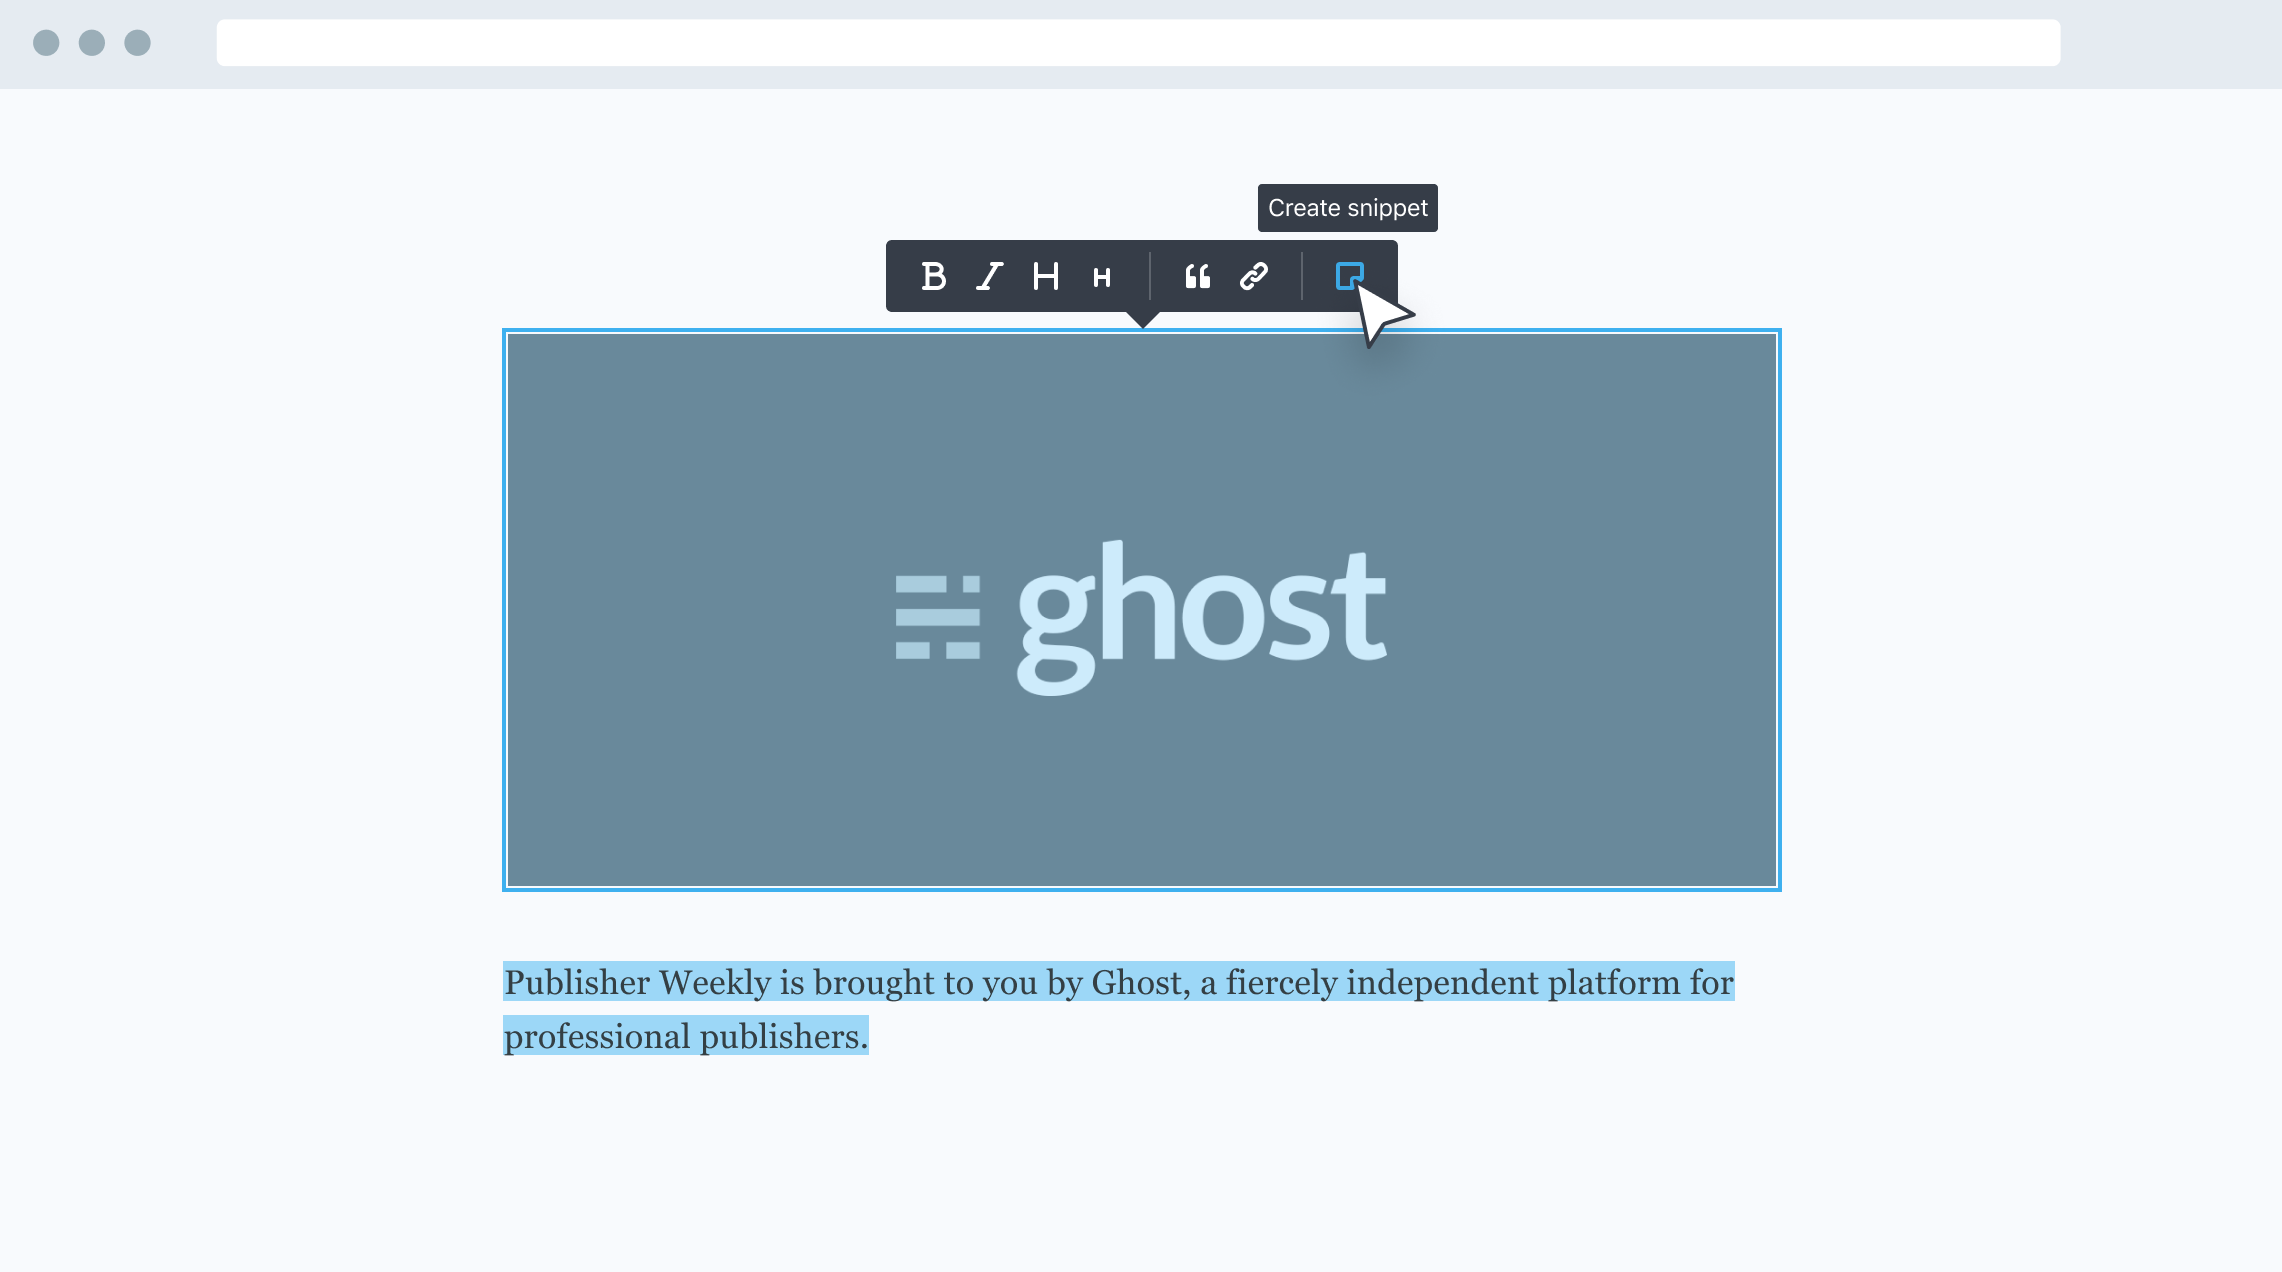 Create snippet
B I H H
ghost
Publisher Weekly is brought to you by Ghost, a fiercely independent platform for
professional publishers.